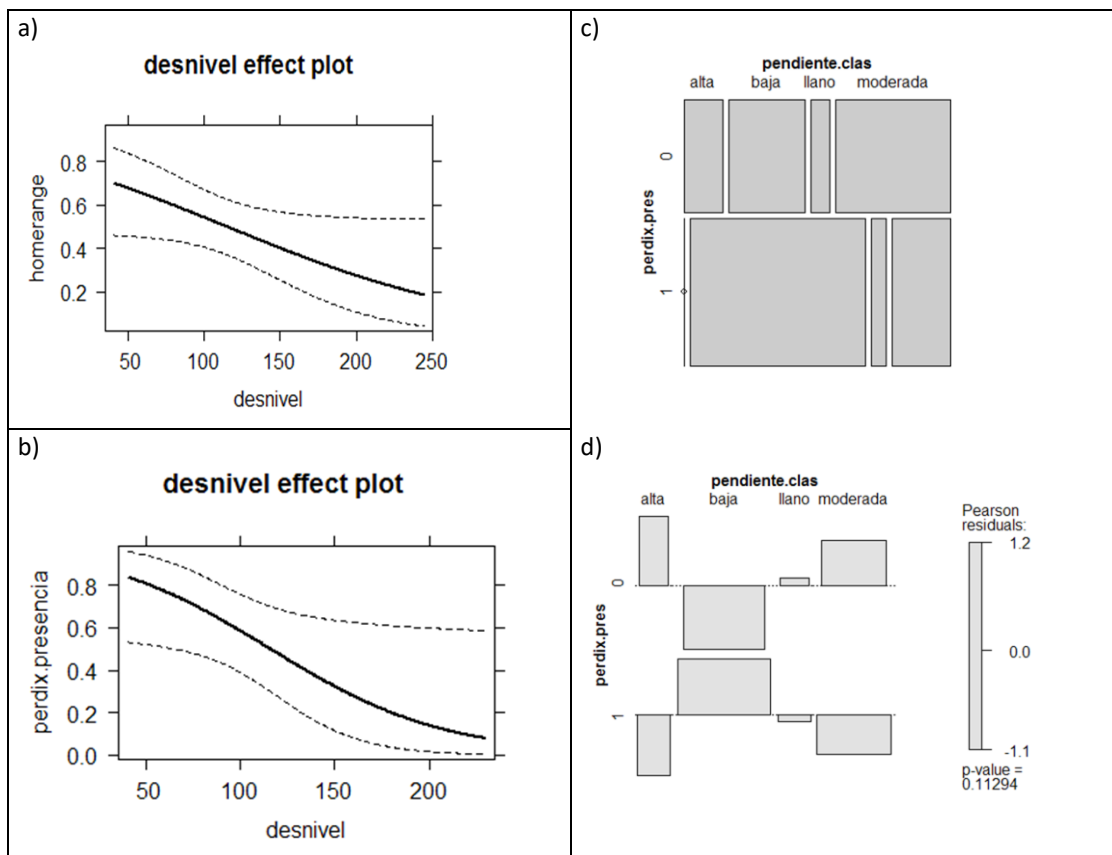 a)
desnivel effect plot
homerange
0.8
0.6
0.4
0.2
50 100 150 200 250
desnivel
c)
pendiente.clas
alta baja llano moderada
perdix.pres
0
1
b)
desnivel effect plot
perdix.presencia
0.8
0.6
0.4
0.2
0.0
50 100 150 200
desnivel
d)
pendiente.clas
alta baja llano moderada
perdix.pres
0
1
Pearson
residuals:
1.2
0.0
-1.1
p-value =
0.11294